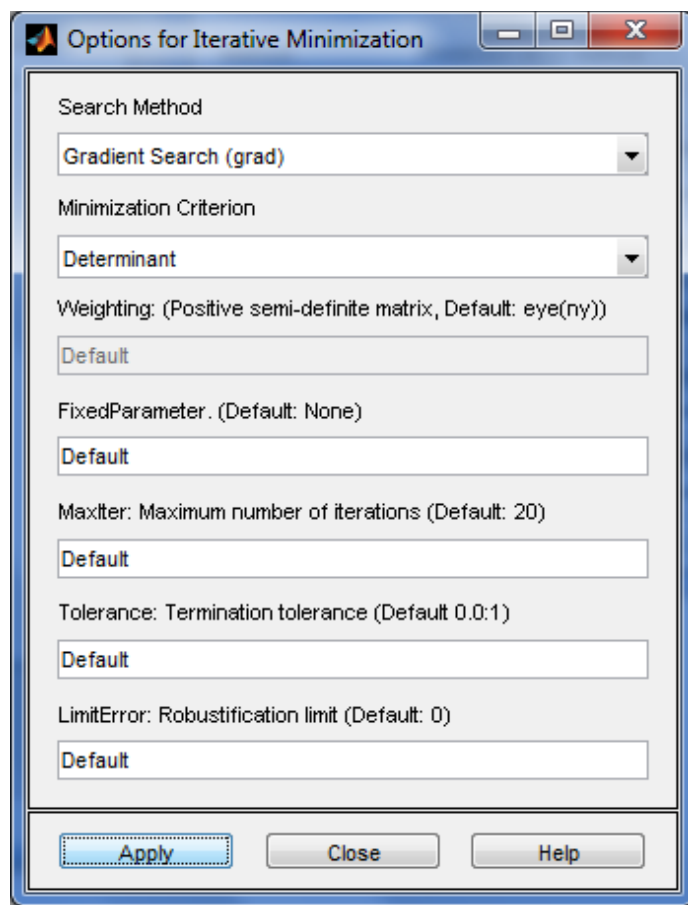 Options for Iterative Minimization
Search Method
Gradient Search (grad)
Minimization Criterion
Determinant
Weighting: (Positive semi-definite matrix, Default: eye(ny))
Default
FixedParameter. (Default: None)
Default
MaxIter: Maximum number of iterations (Default: 20)
Default
Tolerance: Termination tolerance (Default 0.0:1)
Default
LimitError: Robustification limit (Default: 0)
Default
Apply Close Help